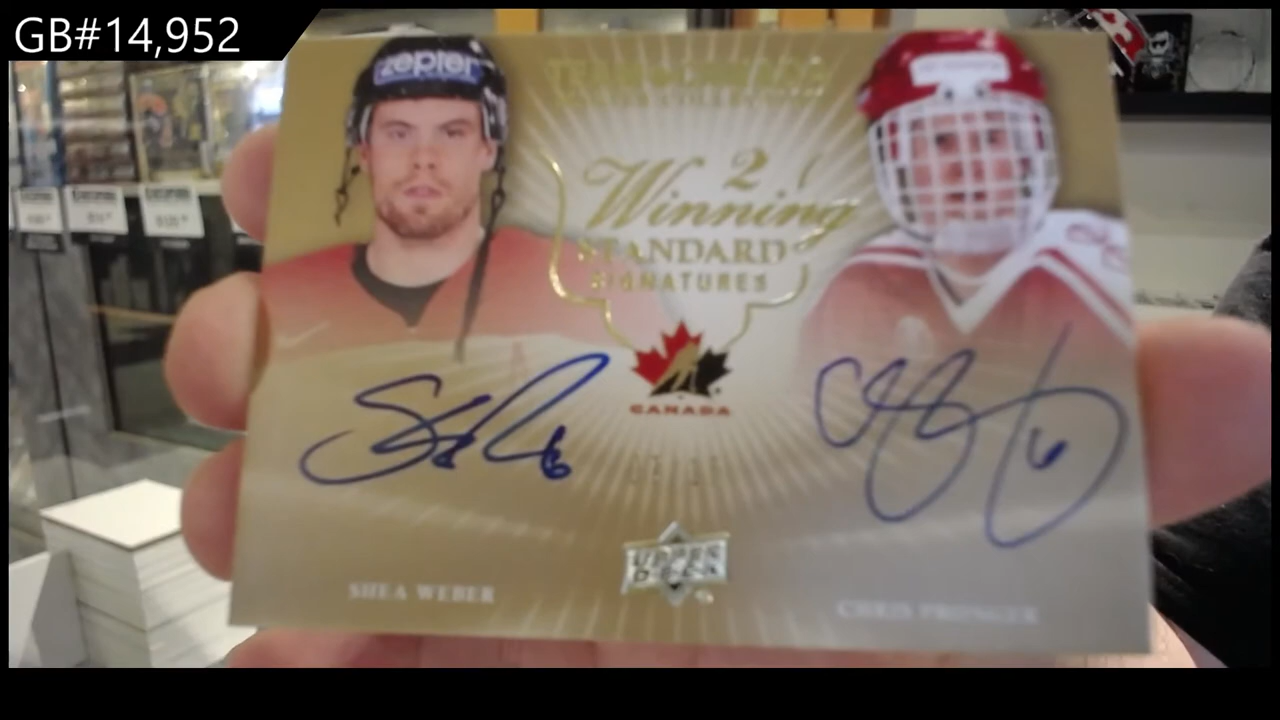 GB#14,952
zepter
2
Winning
STANDARD
SIGNATURES
CANADA
UPPER
DECK
SHEA WEBER
CHRIS PRONGER